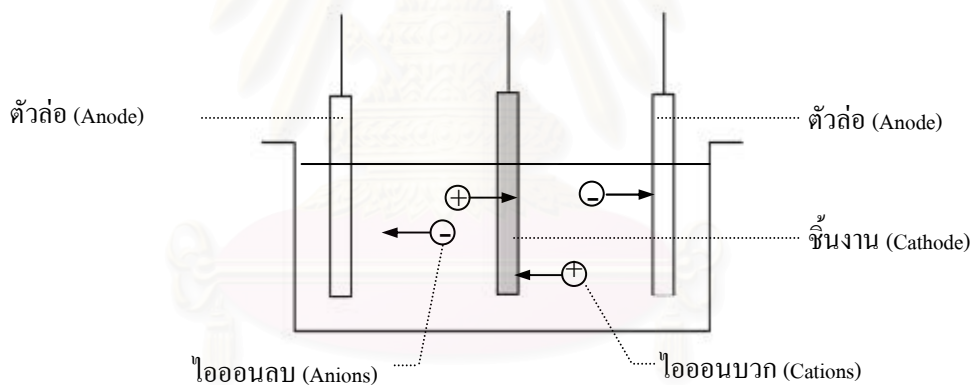 ตัวล่อ (Anode)
ตัวล่อ (Anode)
+
-
-
+
ชิ้นงาน (Cathode)
ไอออนลบ (Anions)
ไอออนบวก (Cations)